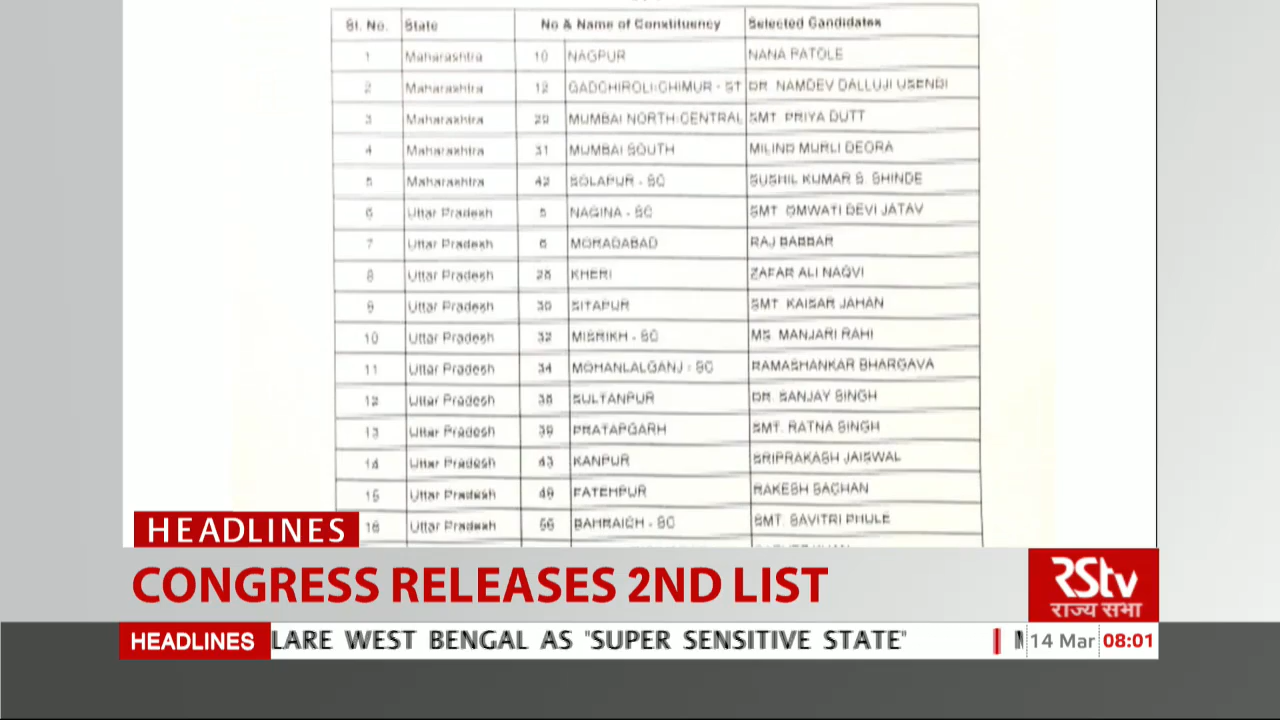 Sl. No. State No & Name of Constituency Selected Candidates
1 Maharashtra 10 NAGPUR NANA PATOLE
2 Maharashtra 12 GADCHIROLI-CHIMUR - ST DR. NAMDEV DALLUJI USENDI
3 Maharashtra 29 MUMBAI NORTH-CENTRAL SMT. PRIYA DUTT
4 Maharashtra 31 MUMBAI SOUTH MILIND MURLI DEORA
5 Maharashtra 42 SOLAPUR - SC SUSHIL KUMAR S. SHINDE
6 Uttar Pradesh 5 NAGINA - SC SMT. OMWATI DEVI JATAV
7 Uttar Pradesh 6 MORADABAD RAJ BABBAR
8 Uttar Pradesh 28 KHERI ZAFAR ALI NAQVI
9 Uttar Pradesh 30 SITAPUR SMT. KAISAR JAHAN
10 Uttar Pradesh 32 MISRIKH - SC MS. MANJARI RAHI
11 Uttar Pradesh 34 MOHANLALGANJ - SC RAMASHANKAR BHARGAVA
12 Uttar Pradesh 38 SULTANPUR DR. SANJAY SINGH
13 Uttar Pradesh 39 PRATAPGARH SMT. RATNA SINGH
14 Uttar Pradesh 43 KANPUR SRIPRAKASH JAISWAL
15 Uttar Pradesh 49 FATEHPUR RAKESH SACHAN
16 Uttar Pradesh 56 BAHRAICH - SC SMT. SAVITRI PHULE
HEADLINES
CONGRESS RELEASES 2ND LIST
RStv
राज्य सभा
HEADLINES LARE WEST BENGAL AS "SUPER SENSITIVE STATE" 14 Mar 08:01